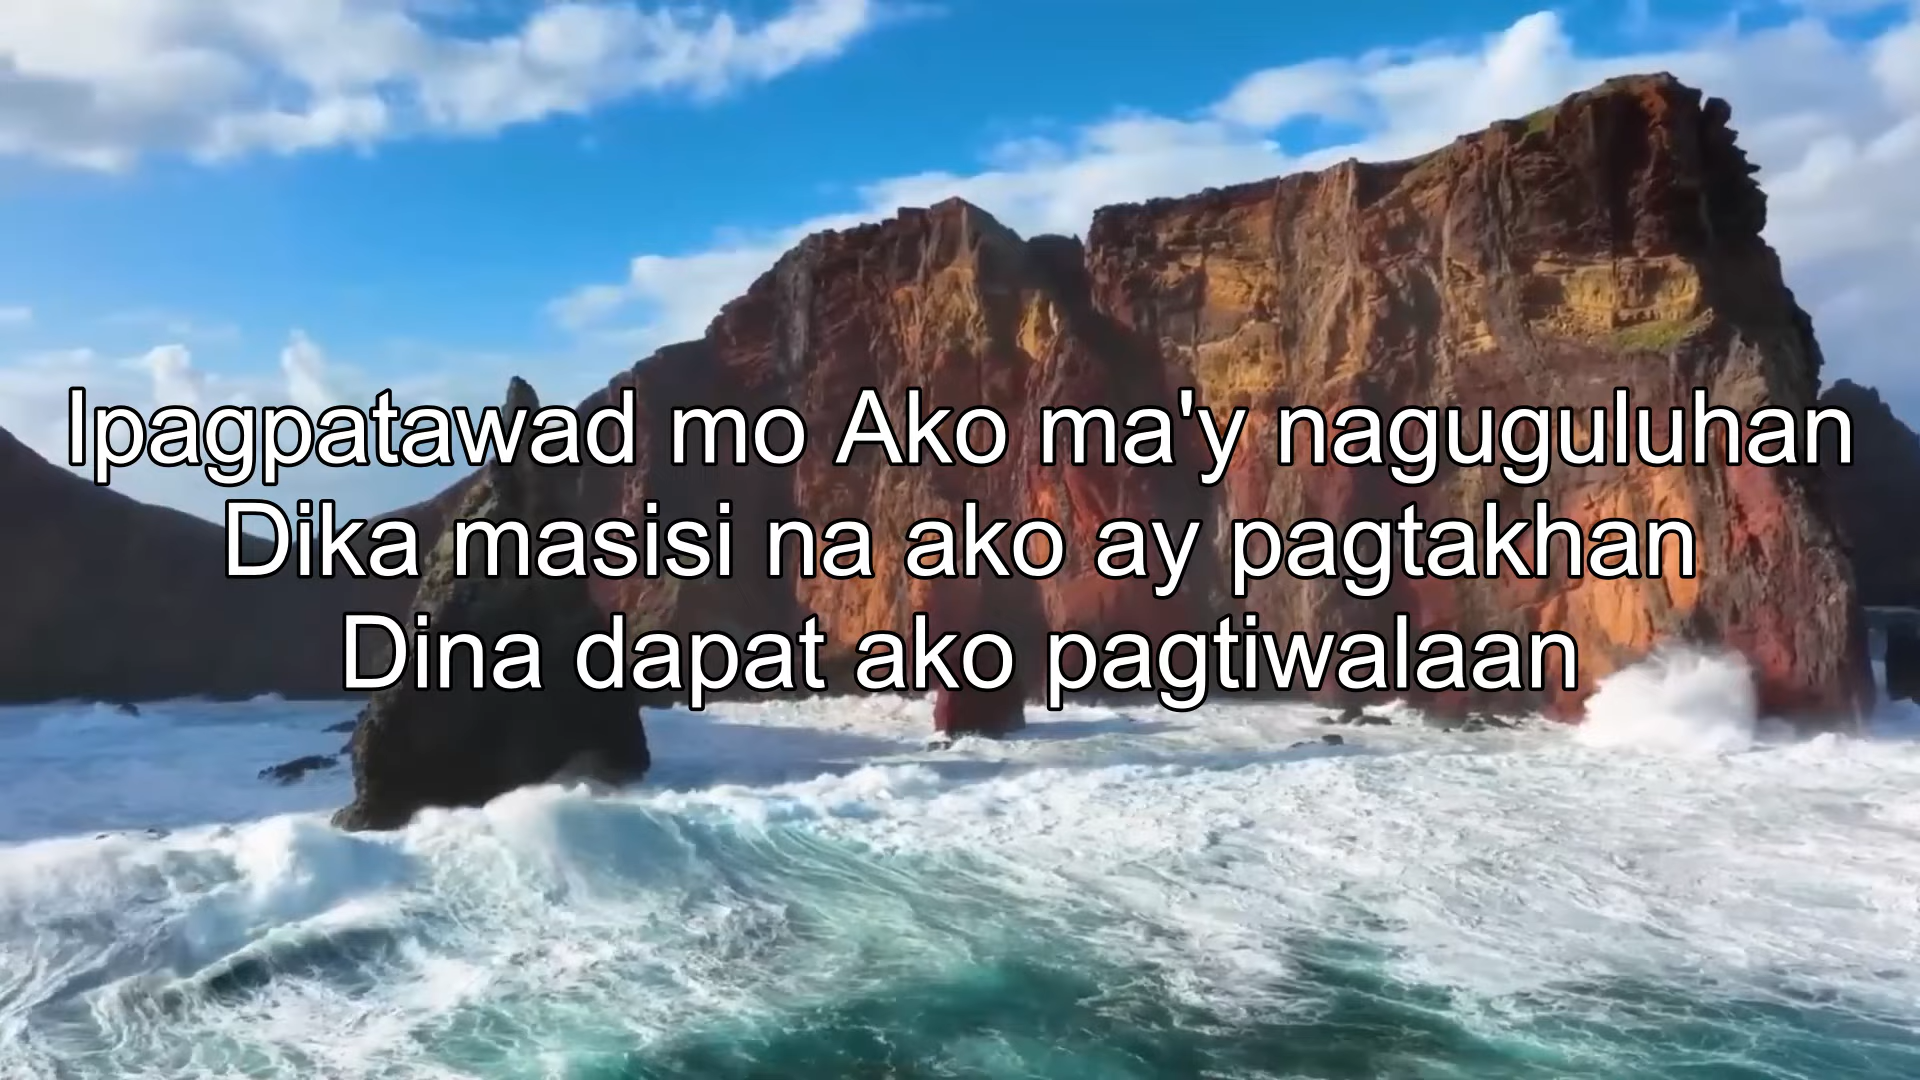 Ipagpatawad mo Ako ma'y naguguluhan
Dika masisi na ako ay pagtakhan
Dina dapat ako pagtiwalaan